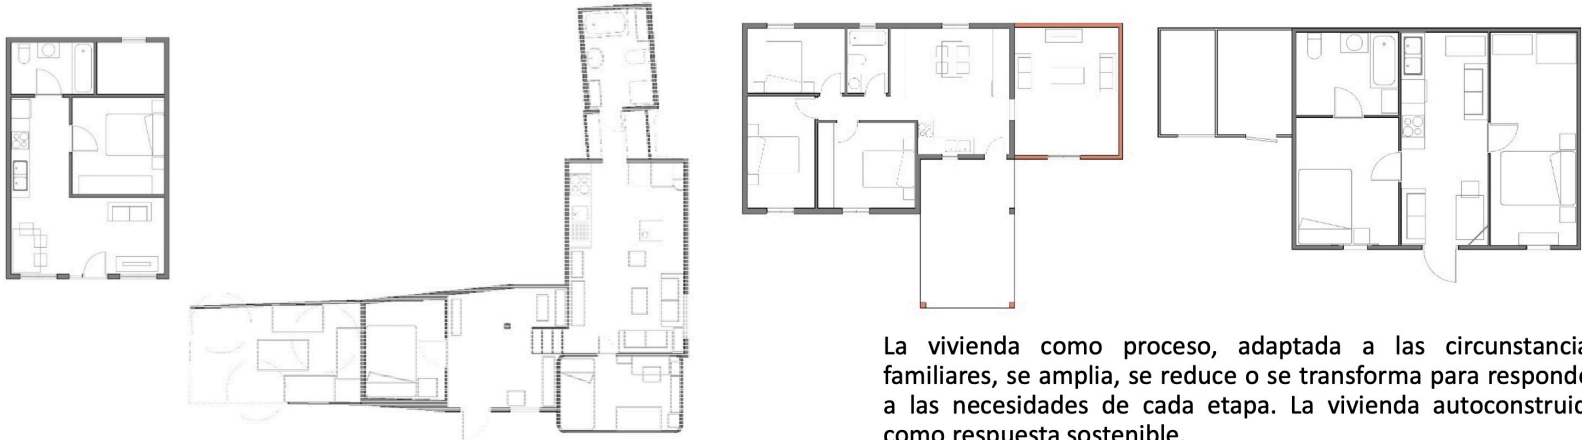 La vivienda como proceso, adaptada a las circunstancia
familiares, se amplia, se reduce o se transforma para responde
a las necesidades de cada etapa. La vivienda autoconstruid
como respuesta sostenible.